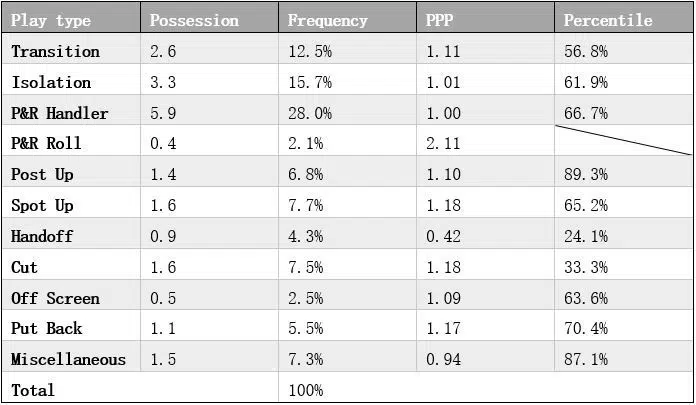 Play type Possession Frequency PPP Percentile
Transition 2.6 12.5% 1.11 56.8%
Isolation 3.3 15.7% 1.01 61.9%
P&R Handler 5.9 28.0% 1.00 66.7%
P&R Roll 0.4 2.1% 2.11
Post Up 1.4 6.8% 1.10 89.3%
Spot Up 1.6 7.7% 1.18 65.2%
Handoff 0.9 4.3% 0.42 24.1%
Cut 1.6 7.5% 1.18 33.3%
Off Screen 0.5 2.5% 1.09 63.6%
Put Back 1.1 5.5% 1.17 70.4%
Miscellaneous 1.5 7.3% 0.94 87.1%
Total 100%